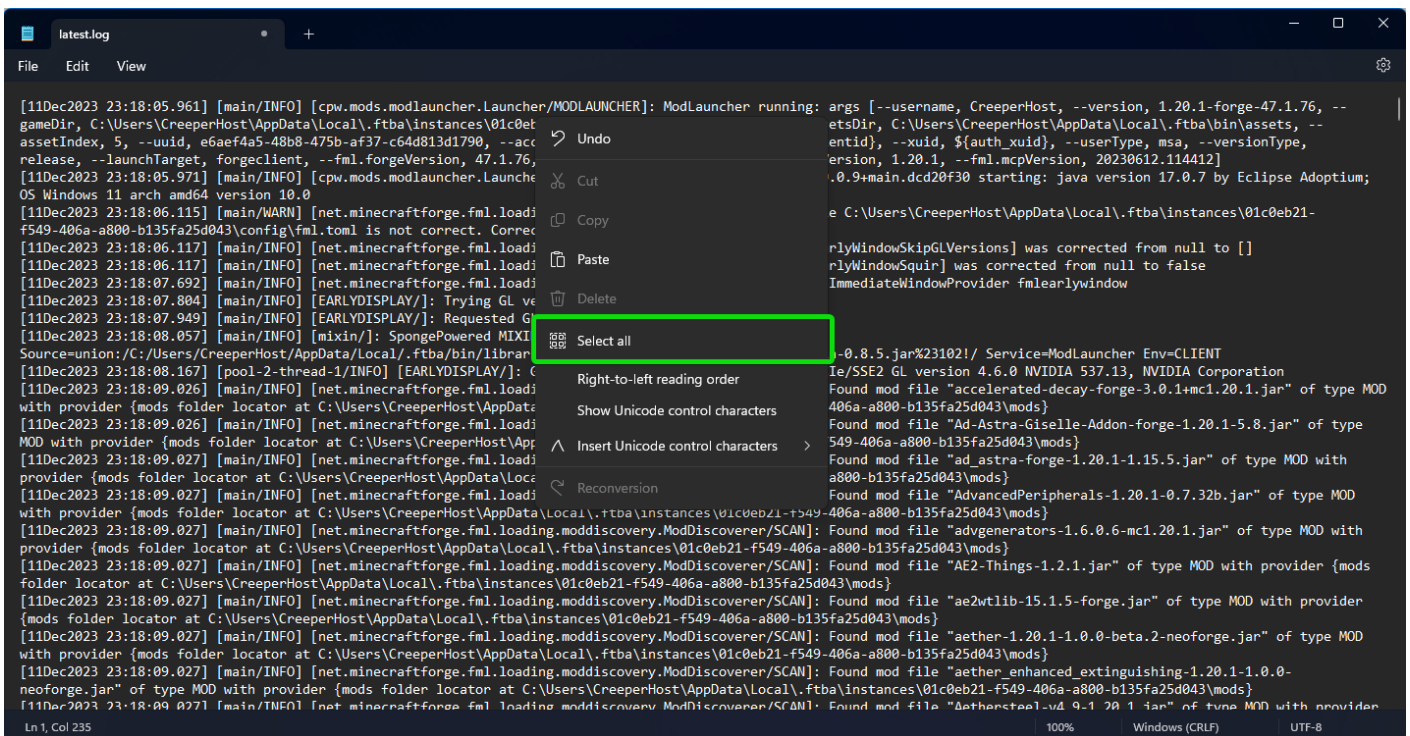 latest.log
File Edit View
[11Dec2023 23:18:05.961] [main/INFO] [cpw.mods.modlauncher.Launcher/MODLAUNCHER]: ModLauncher running: args [--username, CreeperHost, --version, 1.20.1-forge-47.1.76, --
gameDir, C:\Users\CreeperHost\AppData\Local\.ftba\instances\01c0eb etsDir, C:\Users\CreeperHost\AppData\Local\.ftba\bin\assets, --
assetIndex, 5, --uuid, e6aef4a5-48b8-475b-af37-c64d813d1790, --acc entid}, --xuid, ${auth_xuid}, --userType, msa, --versionType,
release, --launchTarget, forgeclient, --fml.forgeVersion, 47.1.76, ersion, 1.20.1, --fml.mcpVersion, 20230612.114412]
[11Dec2023 23:18:05.971] [main/INFO] [cpw.mods.modlauncher.Launche .0.9+main.dcd20f30 starting: java version 17.0.7 by Eclipse Adoptium;
OS Windows 11 arch amd64 version 10.0
[11Dec2023 23:18:06.115] [main/WARN] [net.minecraftforge.fml.loadi e C:\Users\CreeperHost\AppData\Local\.ftba\instances\01c0eb21-
f549-406a-a800-b135fa25d043\config\fml.toml is not correct. Correc
[11Dec2023 23:18:06.117] [main/INFO] [net.minecraftforge.fml.loadi rlyWindowSkipGLVersions] was corrected from null to []
[11Dec2023 23:18:06.117] [main/INFO] [net.minecraftforge.fml.loadi rlyWindowSquir] was corrected from null to false
[11Dec2023 23:18:07.692] [main/INFO] [net.minecraftforge.fml.loadi ImmediateWindowProvider fmlearlywindow
[11Dec2023 23:18:07.804] [main/INFO] [EARLYDISPLAY/]: Trying GL ve
[11Dec2023 23:18:07.949] [main/INFO] [EARLYDISPLAY/]: Requested G
[11Dec2023 23:18:08.057] [main/INFO] [mixin/]: SpongePowered MIXI
Source=union:/C:/Users/CreeperHost/AppData/Local/.ftba/bin/librar -0.8.5.jar%23102!/ Service=ModLauncher Env=CLIENT
[11Dec2023 23:18:08.167] [pool-2-thread-1/INFO] [EARLYDISPLAY/]: G Ie/SSE2 GL version 4.6.0 NVIDIA 537.13, NVIDIA Corporation
[11Dec2023 23:18:09.026] [main/INFO] [net.minecraftforge.fml.loadi Found mod file "accelerated-decay-forge-3.0.1+mc1.20.1.jar" of type MOD
with provider {mods folder locator at C:\Users\CreeperHost\AppData 406a-a800-b135fa25d043\mods}
[11Dec2023 23:18:09.026] [main/INFO] [net.minecraftforge.fml.loadi Found mod file "Ad-Astra-Giselle-Addon-forge-1.20.1-5.8.jar" of type
MOD with provider {mods folder locator at C:\Users\CreeperHost\App 549-406a-a800-b135fa25d043\mods}
[11Dec2023 23:18:09.027] [main/INFO] [net.minecraftforge.fml.loadi Found mod file "ad_astra-forge-1.20.1-1.15.5.jar" of type MOD with
provider {mods folder locator at C:\Users\CreeperHost\AppData\Loca a800-b135fa25d043\mods}
[11Dec2023 23:18:09.027] [main/INFO] [net.minecraftforge.fml.loadi Found mod file "AdvancedPeripherals-1.20.1-0.7.32b.jar" of type MOD
with provider {mods folder locator at C:\Users\CreeperHost\AppData\Local\.ftba\instances\01c0eb21-f549-406a-a800-b135fa25d043\mods}
[11Dec2023 23:18:09.027] [main/INFO] [net.minecraftforge.fml.loading.moddiscovery.ModDiscoverer/SCAN]: Found mod file "advgenerators-1.6.0.6-mc1.20.1.jar" of type MOD with
provider {mods folder locator at C:\Users\CreeperHost\AppData\Local\.ftba\instances\01c0eb21-f549-406a-a800-b135fa25d043\mods}
[11Dec2023 23:18:09.027] [main/INFO] [net.minecraftforge.fml.loading.moddiscovery.ModDiscoverer/SCAN]: Found mod file "AE2-Things-1.2.1.jar" of type MOD with provider {mods
folder locator at C:\Users\CreeperHost\AppData\Local\.ftba\instances\01c0eb21-f549-406a-a800-b135fa25d043\mods}
[11Dec2023 23:18:09.027] [main/INFO] [net.minecraftforge.fml.loading.moddiscovery.ModDiscoverer/SCAN]: Found mod file "ae2wtlib-15.1.5-forge.jar" of type MOD with provider
{mods folder locator at C:\Users\CreeperHost\AppData\Local\.ftba\instances\01c0eb21-f549-406a-a800-b135fa25d043\mods}
[11Dec2023 23:18:09.027] [main/INFO] [net.minecraftforge.fml.loading.moddiscovery.ModDiscoverer/SCAN]: Found mod file "aether-1.20.1-1.0.0-beta.2-neoforge.jar" of type MOD
with provider {mods folder locator at C:\Users\CreeperHost\AppData\Local\.ftba\instances\01c0eb21-f549-406a-a800-b135fa25d043\mods}
[11Dec2023 23:18:09.027] [main/INFO] [net.minecraftforge.fml.loading.moddiscovery.ModDiscoverer/SCAN]: Found mod file "aether_enhanced_extinguishing-1.20.1-1.0.0-
neoforge.jar" of type MOD with provider {mods folder locator at C:\Users\CreeperHost\AppData\Local\.ftba\instances\01c0eb21-f549-406a-a800-b135fa25d043\mods}
[11Dec2023 23:18:09.027] [main/INFO] [net.minecraftforge.fml.loading.moddiscovery.ModDiscoverer/SCAN]: Found mod file "Aethersteel-v4.9-1.20.1.jar" of type MOD with provider
Undo
Cut
Copy
Paste
Delete
Select all
Right-to-left reading order
Show Unicode control characters
Insert Unicode control characters
Reconversion
Ln 1, Col 235 100% Windows (CRLF) UTF-8